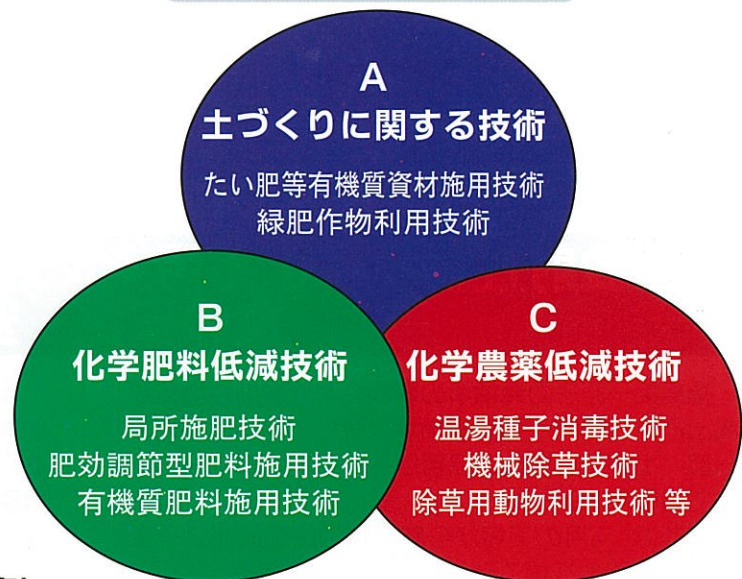 A
土づくりに関する技術
たい肥等有機質資材施用技術
緑肥作物利用技術
B
化学肥料低減技術
局所施肥技術
肥効調節型肥料施用技術
有機質肥料施用技術
C
化学農薬低減技術
温湯種子消毒技術
機械除草技術
除草用動物利用技術 等